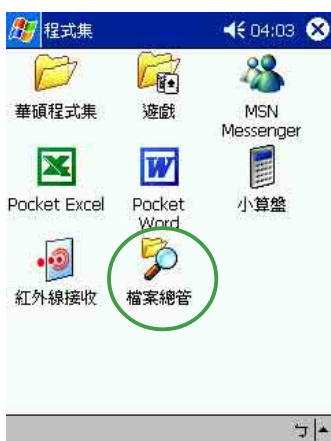 程式集 04:03
華碩程式集 遊戲 MSN
Messenger
Pocket Excel Pocket
Word 小算盤
紅外線接收 檔案總管
ㄅ